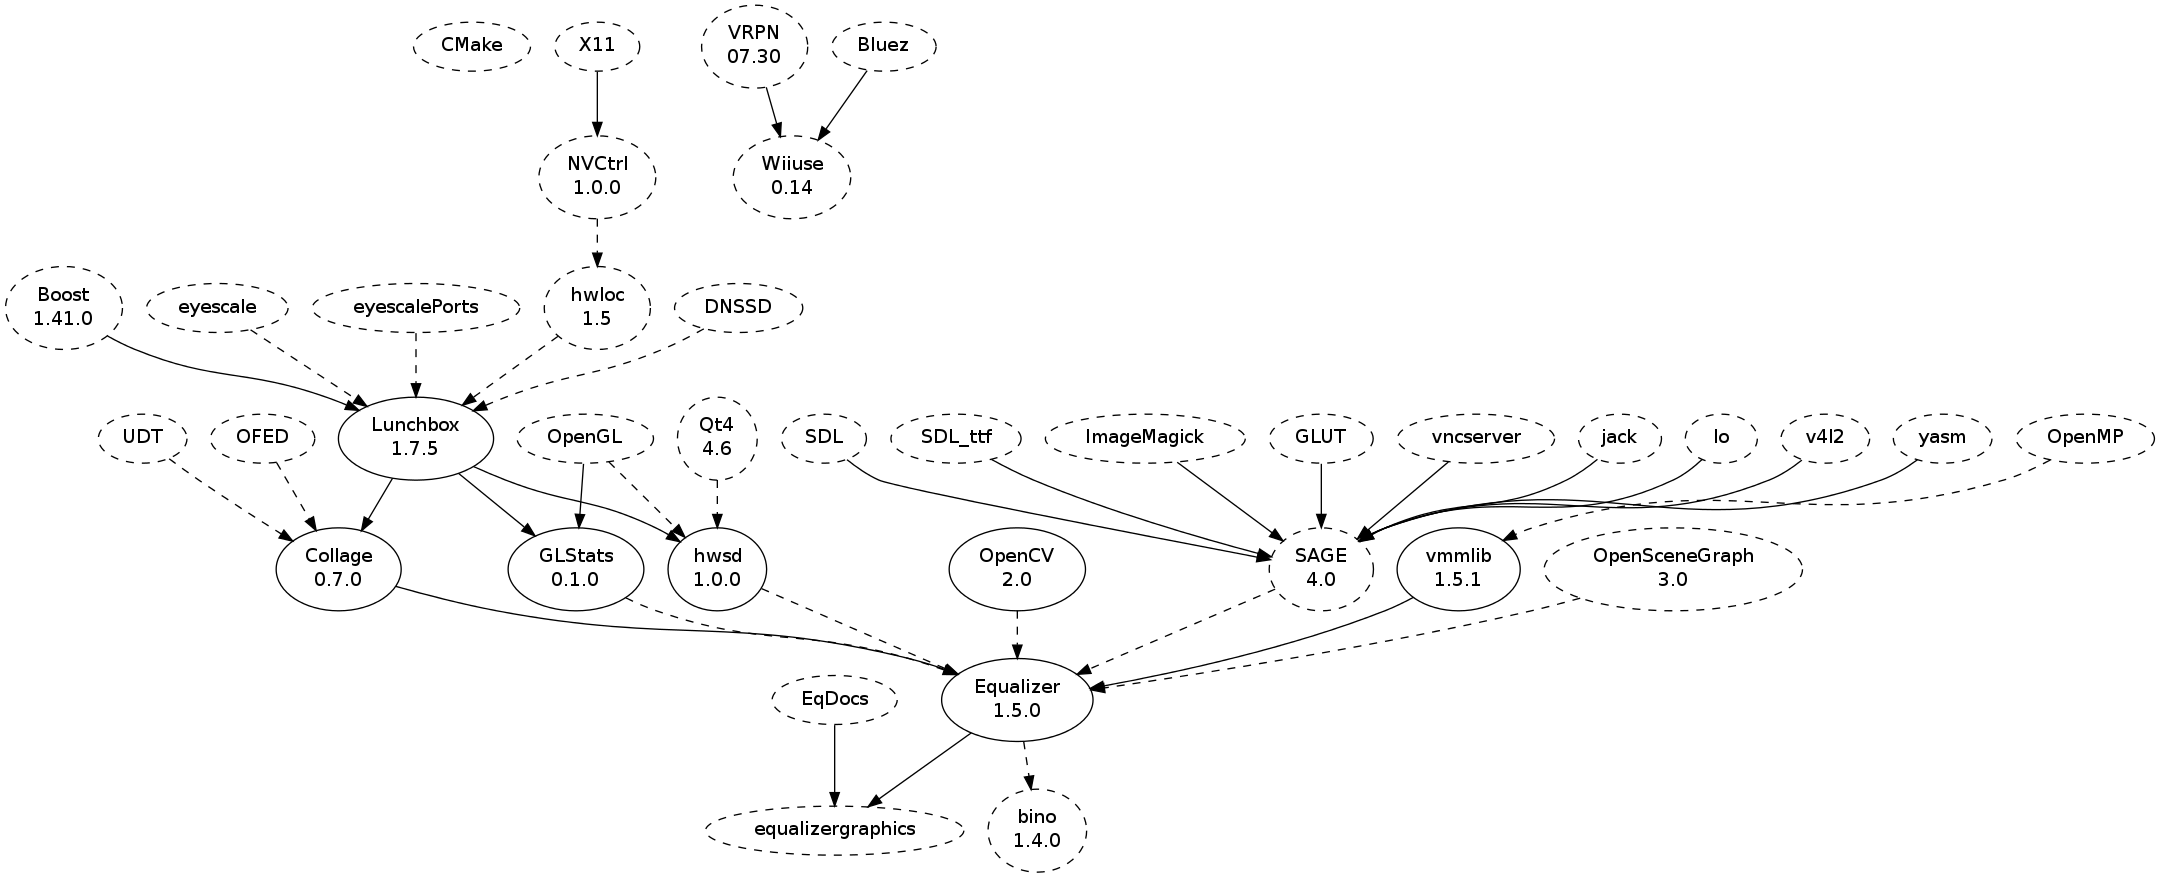 CMake
X11
VRPN
07.30
Bluez
NVCtrl
1.0.0
Wiiuse
0.14
Boost
1.41.0
eyescale
eyescalePorts
hwloc
1.5
DNSSD
UDT
OFED
Lunchbox
1.7.5
OpenGL
Qt4
4.6
SDL
SDL_ttf
ImageMagick
GLUT
vncserver
jack
lo
v4l2
yasm
OpenMP
Collage
0.7.0
GLStats
0.1.0
hwsd
1.0.0
OpenCV
2.0
SAGE
4.0
vmmlib
1.5.1
OpenSceneGraph
3.0
EqDocs
Equalizer
1.5.0
equalizergraphics
bino
1.4.0